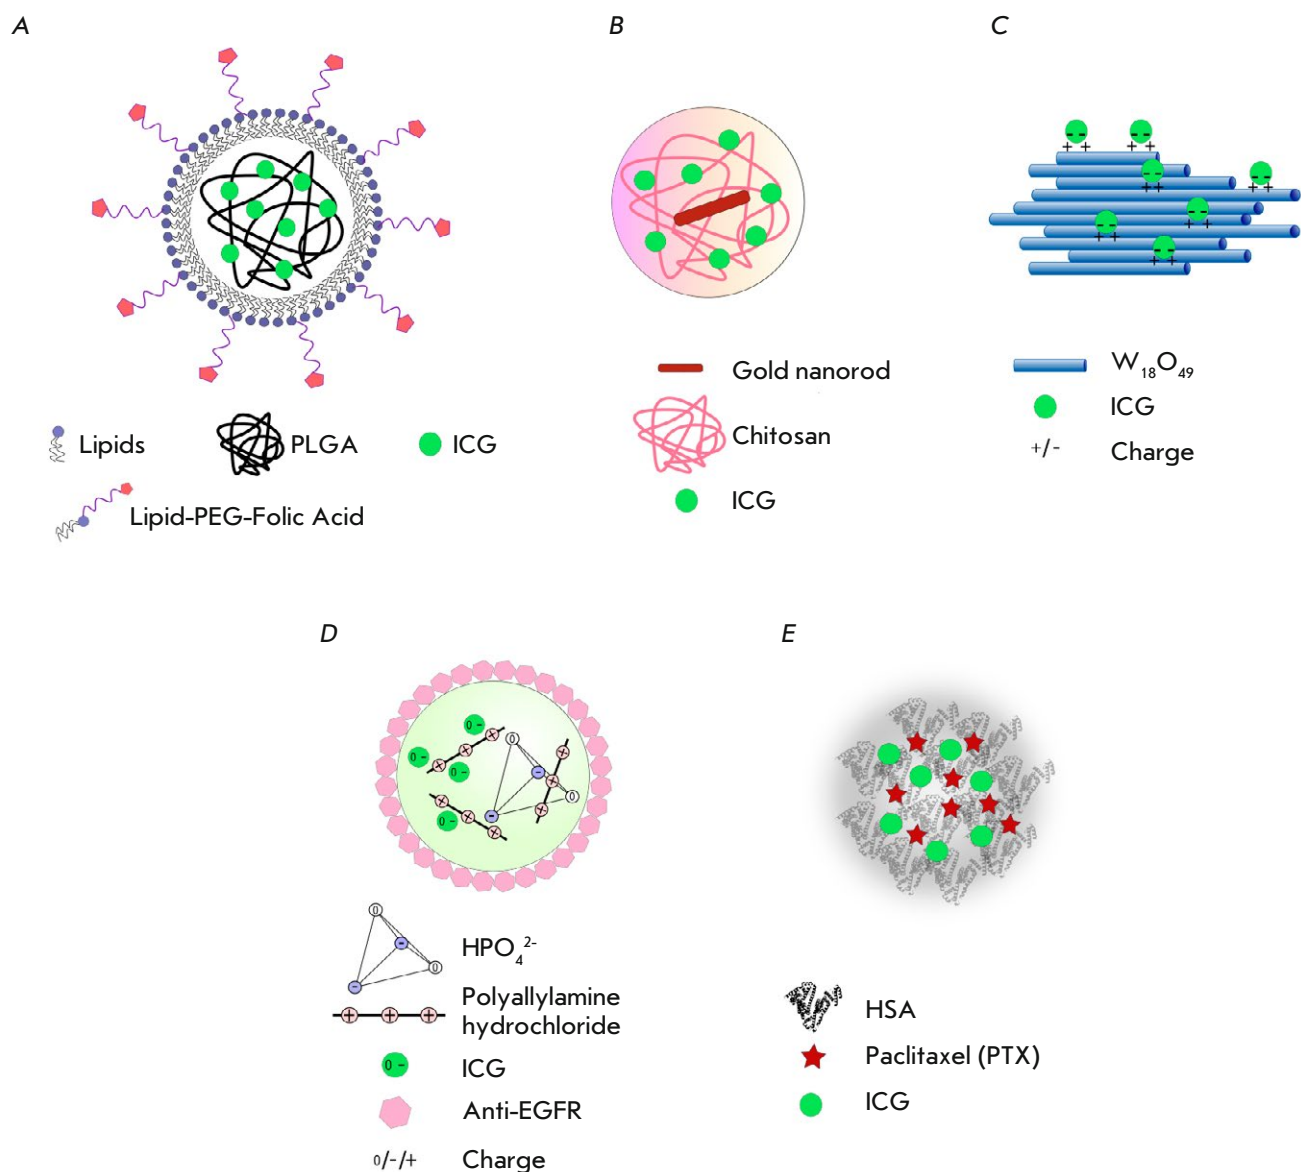 A
B
C
Lipids
PLGA
ICG
Lipid-PEG-Folic Acid
Gold nanorod
Chitosan
ICG
W₁₈O₄₉
ICG
+/- Charge
D
E
HPO₄²⁻
Polyallylamine
hydrochloride
0 - ICG
Anti-EGFR
0/-/+ Charge
HSA
Paclitaxel (PTX)
ICG